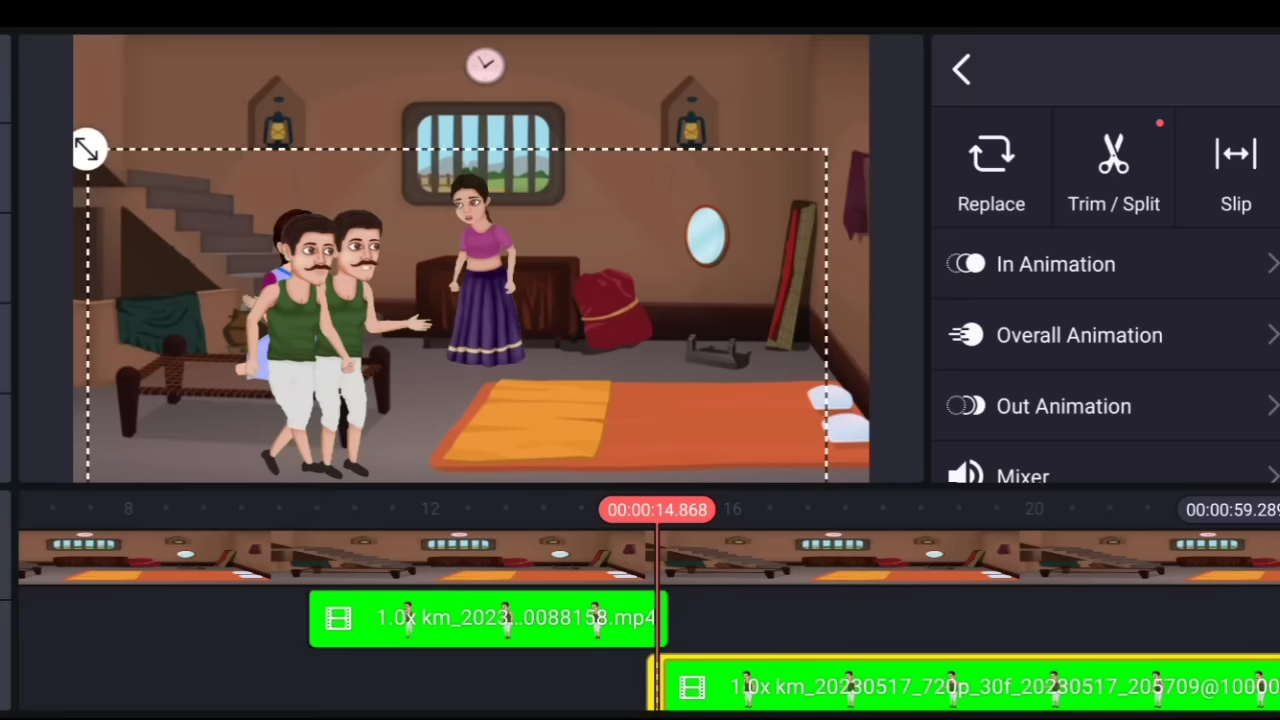 Replace
Trim / Split
Slip
In Animation
Overall Animation
Out Animation
Mixer
8
12
00:00:14.868
16
20
00:00:59.289
1.0x km_2023...0088158.mp4
1.0x km_20230517_720p_30f_20230517_205709@10000